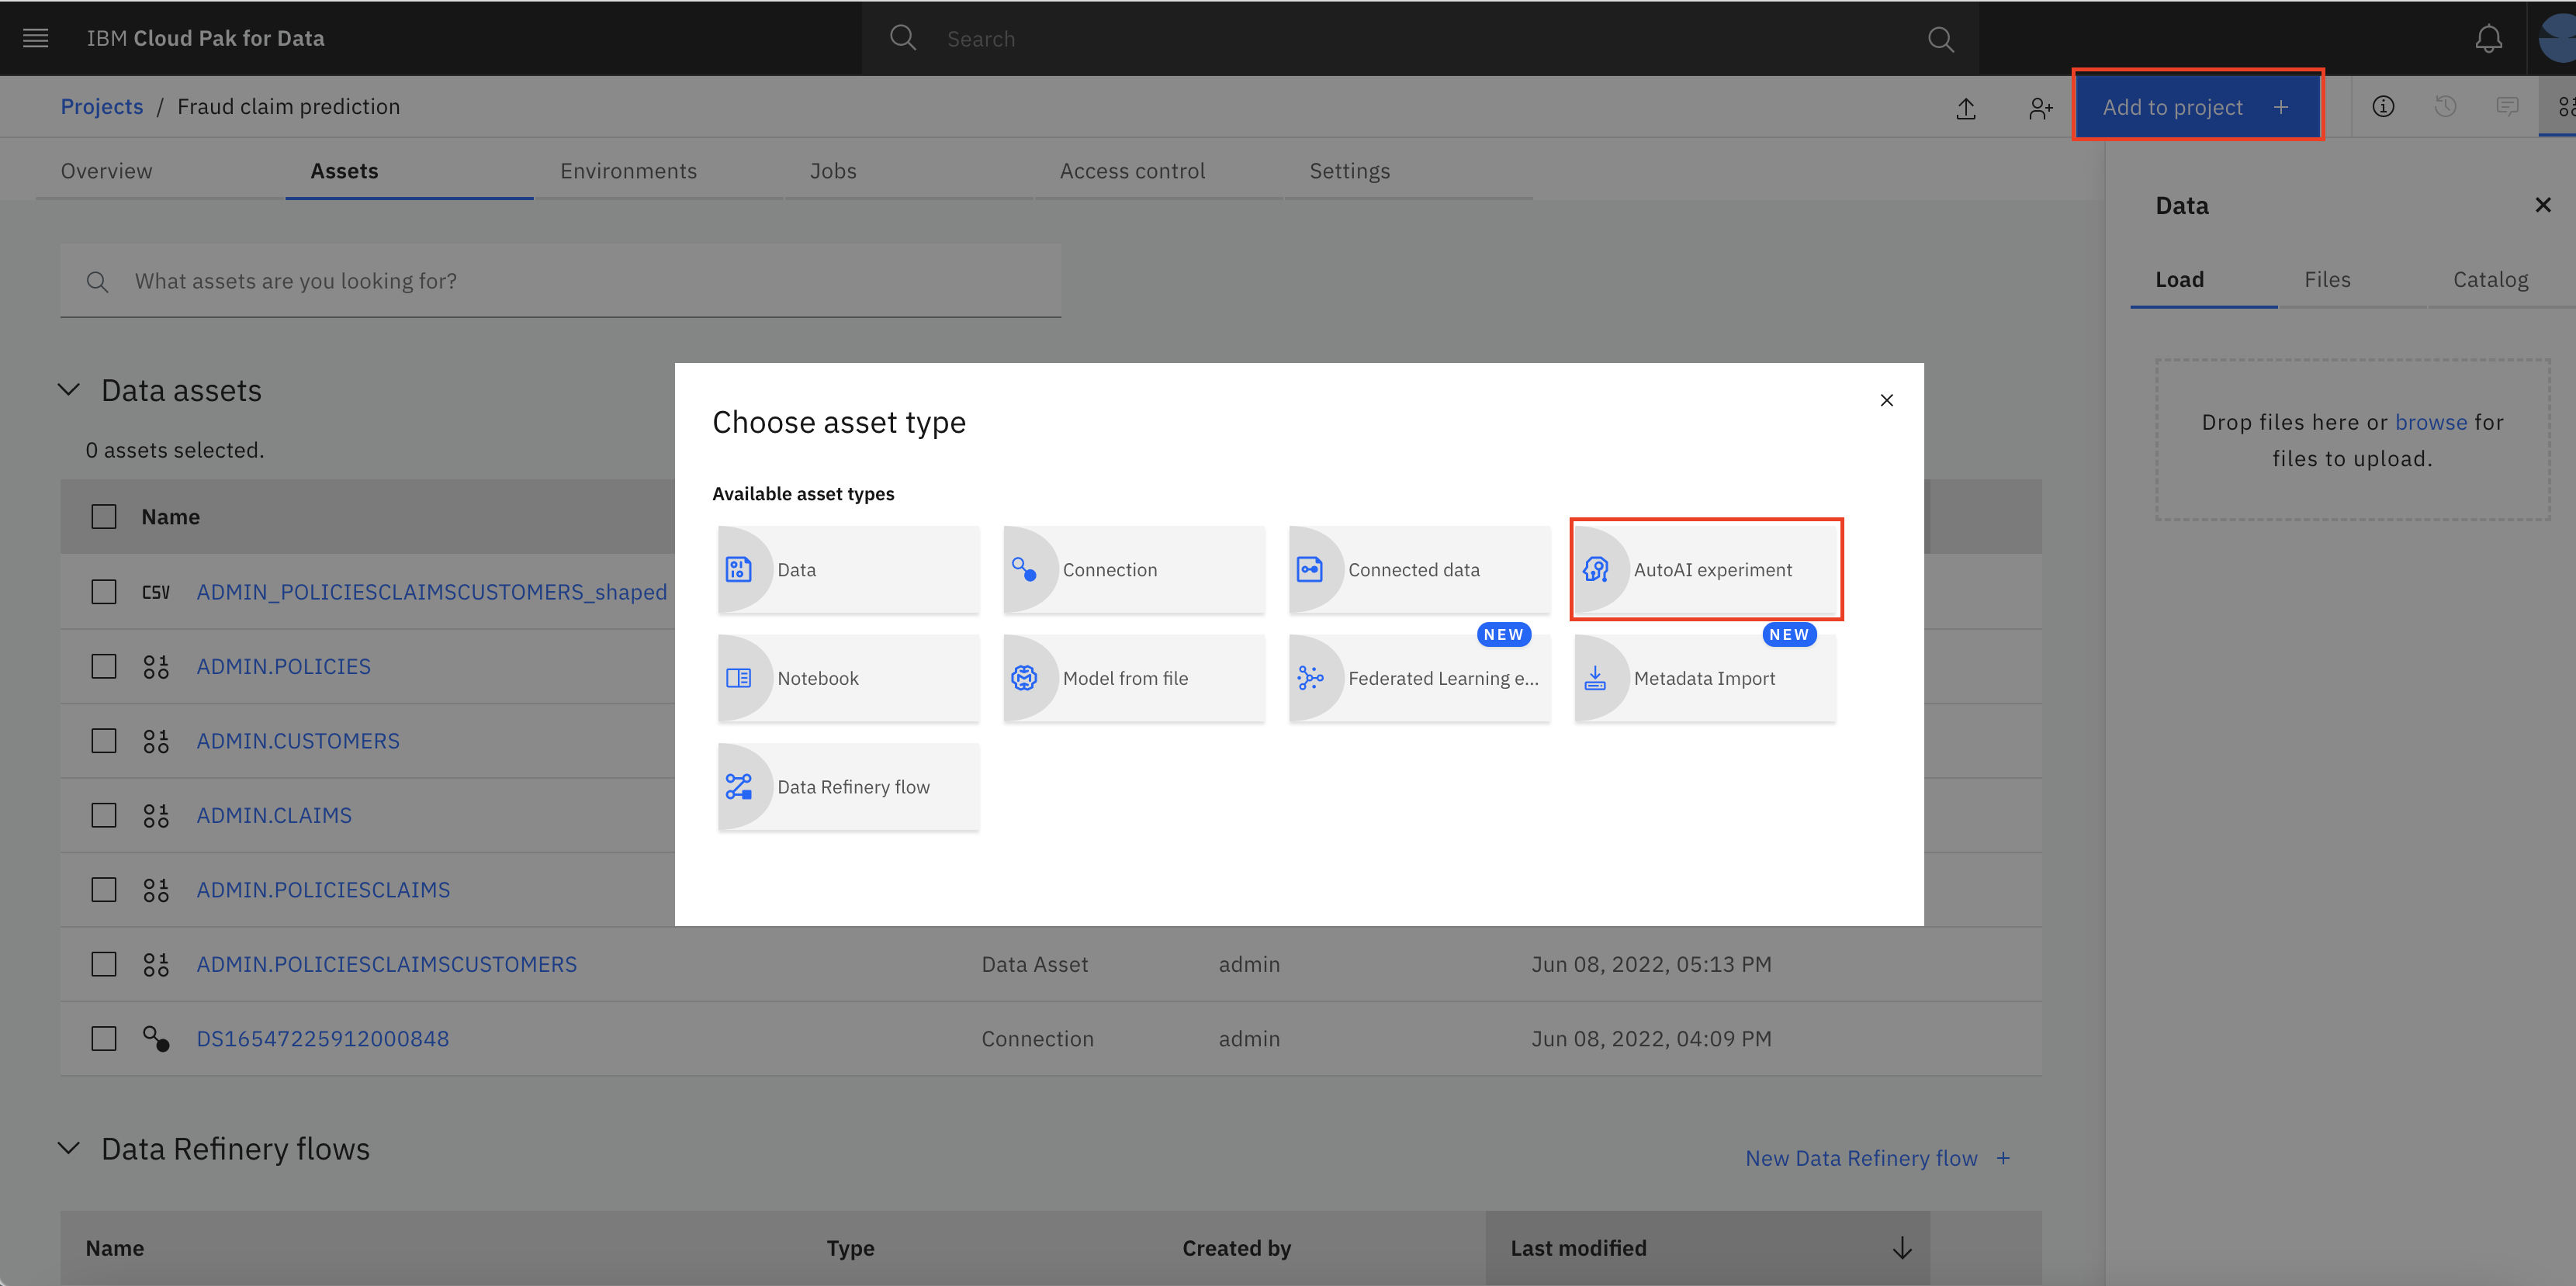 IBM Cloud Pak for Data
Search
Projects / Fraud claim prediction
Add to project +
Overview
Assets
Environments
Jobs
Access control
Settings
What assets are you looking for?
Data assets
0 assets selected.
Name
CSV ADMIN_POLICIESCLAIMSCUSTOMERS_shaped
ADMIN.POLICIES
ADMIN.CUSTOMERS
ADMIN.CLAIMS
ADMIN.POLICIESCLAIMS
ADMIN.POLICIESCLAIMSCUSTOMERS Data Asset admin Jun 08, 2022, 05:13 PM
DS16547225912000848 Connection admin Jun 08, 2022, 04:09 PM
Data Refinery flows
New Data Refinery flow +
Name Type Created by Last modified
Choose asset type
Available asset types
Data
Connection
Connected data
AutoAI experiment
Notebook
Model from file
NEW
Federated Learning e...
NEW
Metadata Import
Data Refinery flow
Data
Load
Files
Catalog
Drop files here or browse for
files to upload.